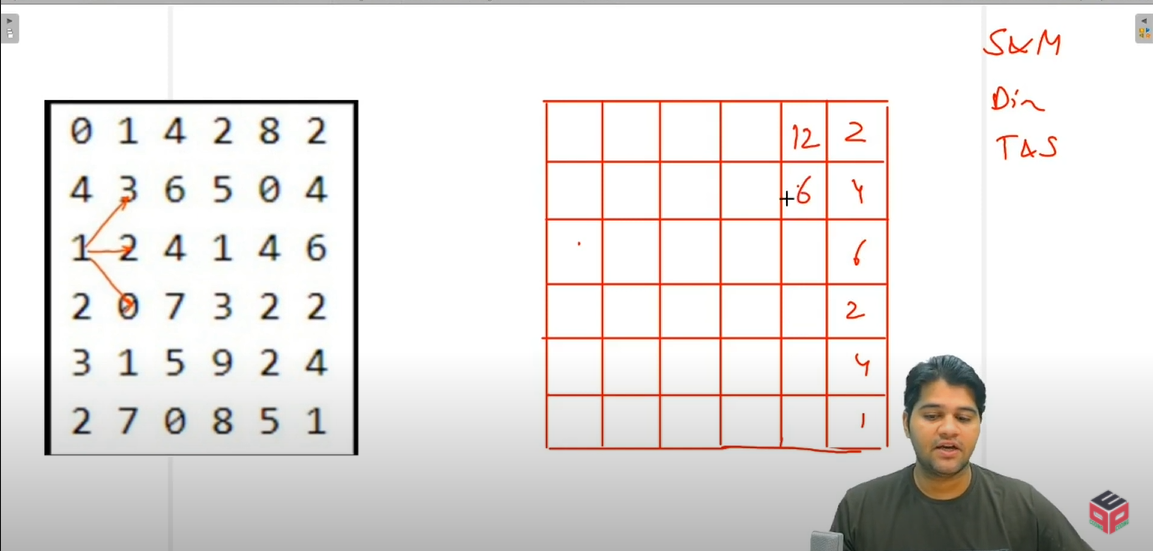 S&M
0 1 4 2 8 2
4 3 6 5 0 4
1 2 4 1 4 6
2 0 7 3 2 2
3 1 5 9 2 4
2 7 0 8 5 1
12 2
6 4
6
2
4
1
Dir
T&S
PEP